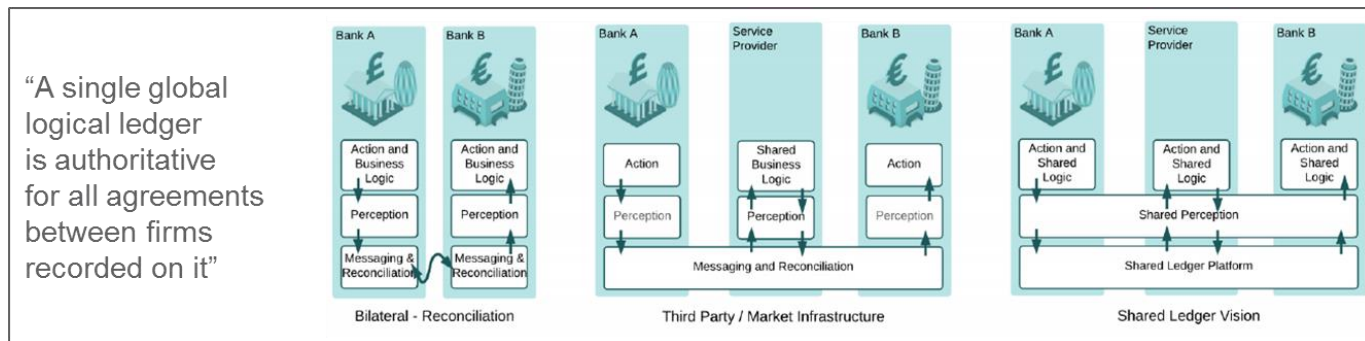 “A single global
logical ledger
is authoritative
for all agreements
between firms
recorded on it”
Bank A
Bank B
£
€
Action and
Business
Logic
Action and
Business
Logic
Perception
Perception
Messaging &
Reconciliation
Messaging &
Reconciliation
Bilateral - Reconciliation
Bank A
Service
Provider
Bank B
£
€
Action
Shared
Business
Logic
Action
Perception
Perception
Perception
Messaging and Reconciliation
Third Party / Market Infrastructure
Bank A
Service
Provider
Bank B
£
€
Action and
Shared
Logic
Action and
Shared
Logic
Action and
Shared
Logic
Shared Perception
Shared Ledger Platform
Shared Ledger Vision